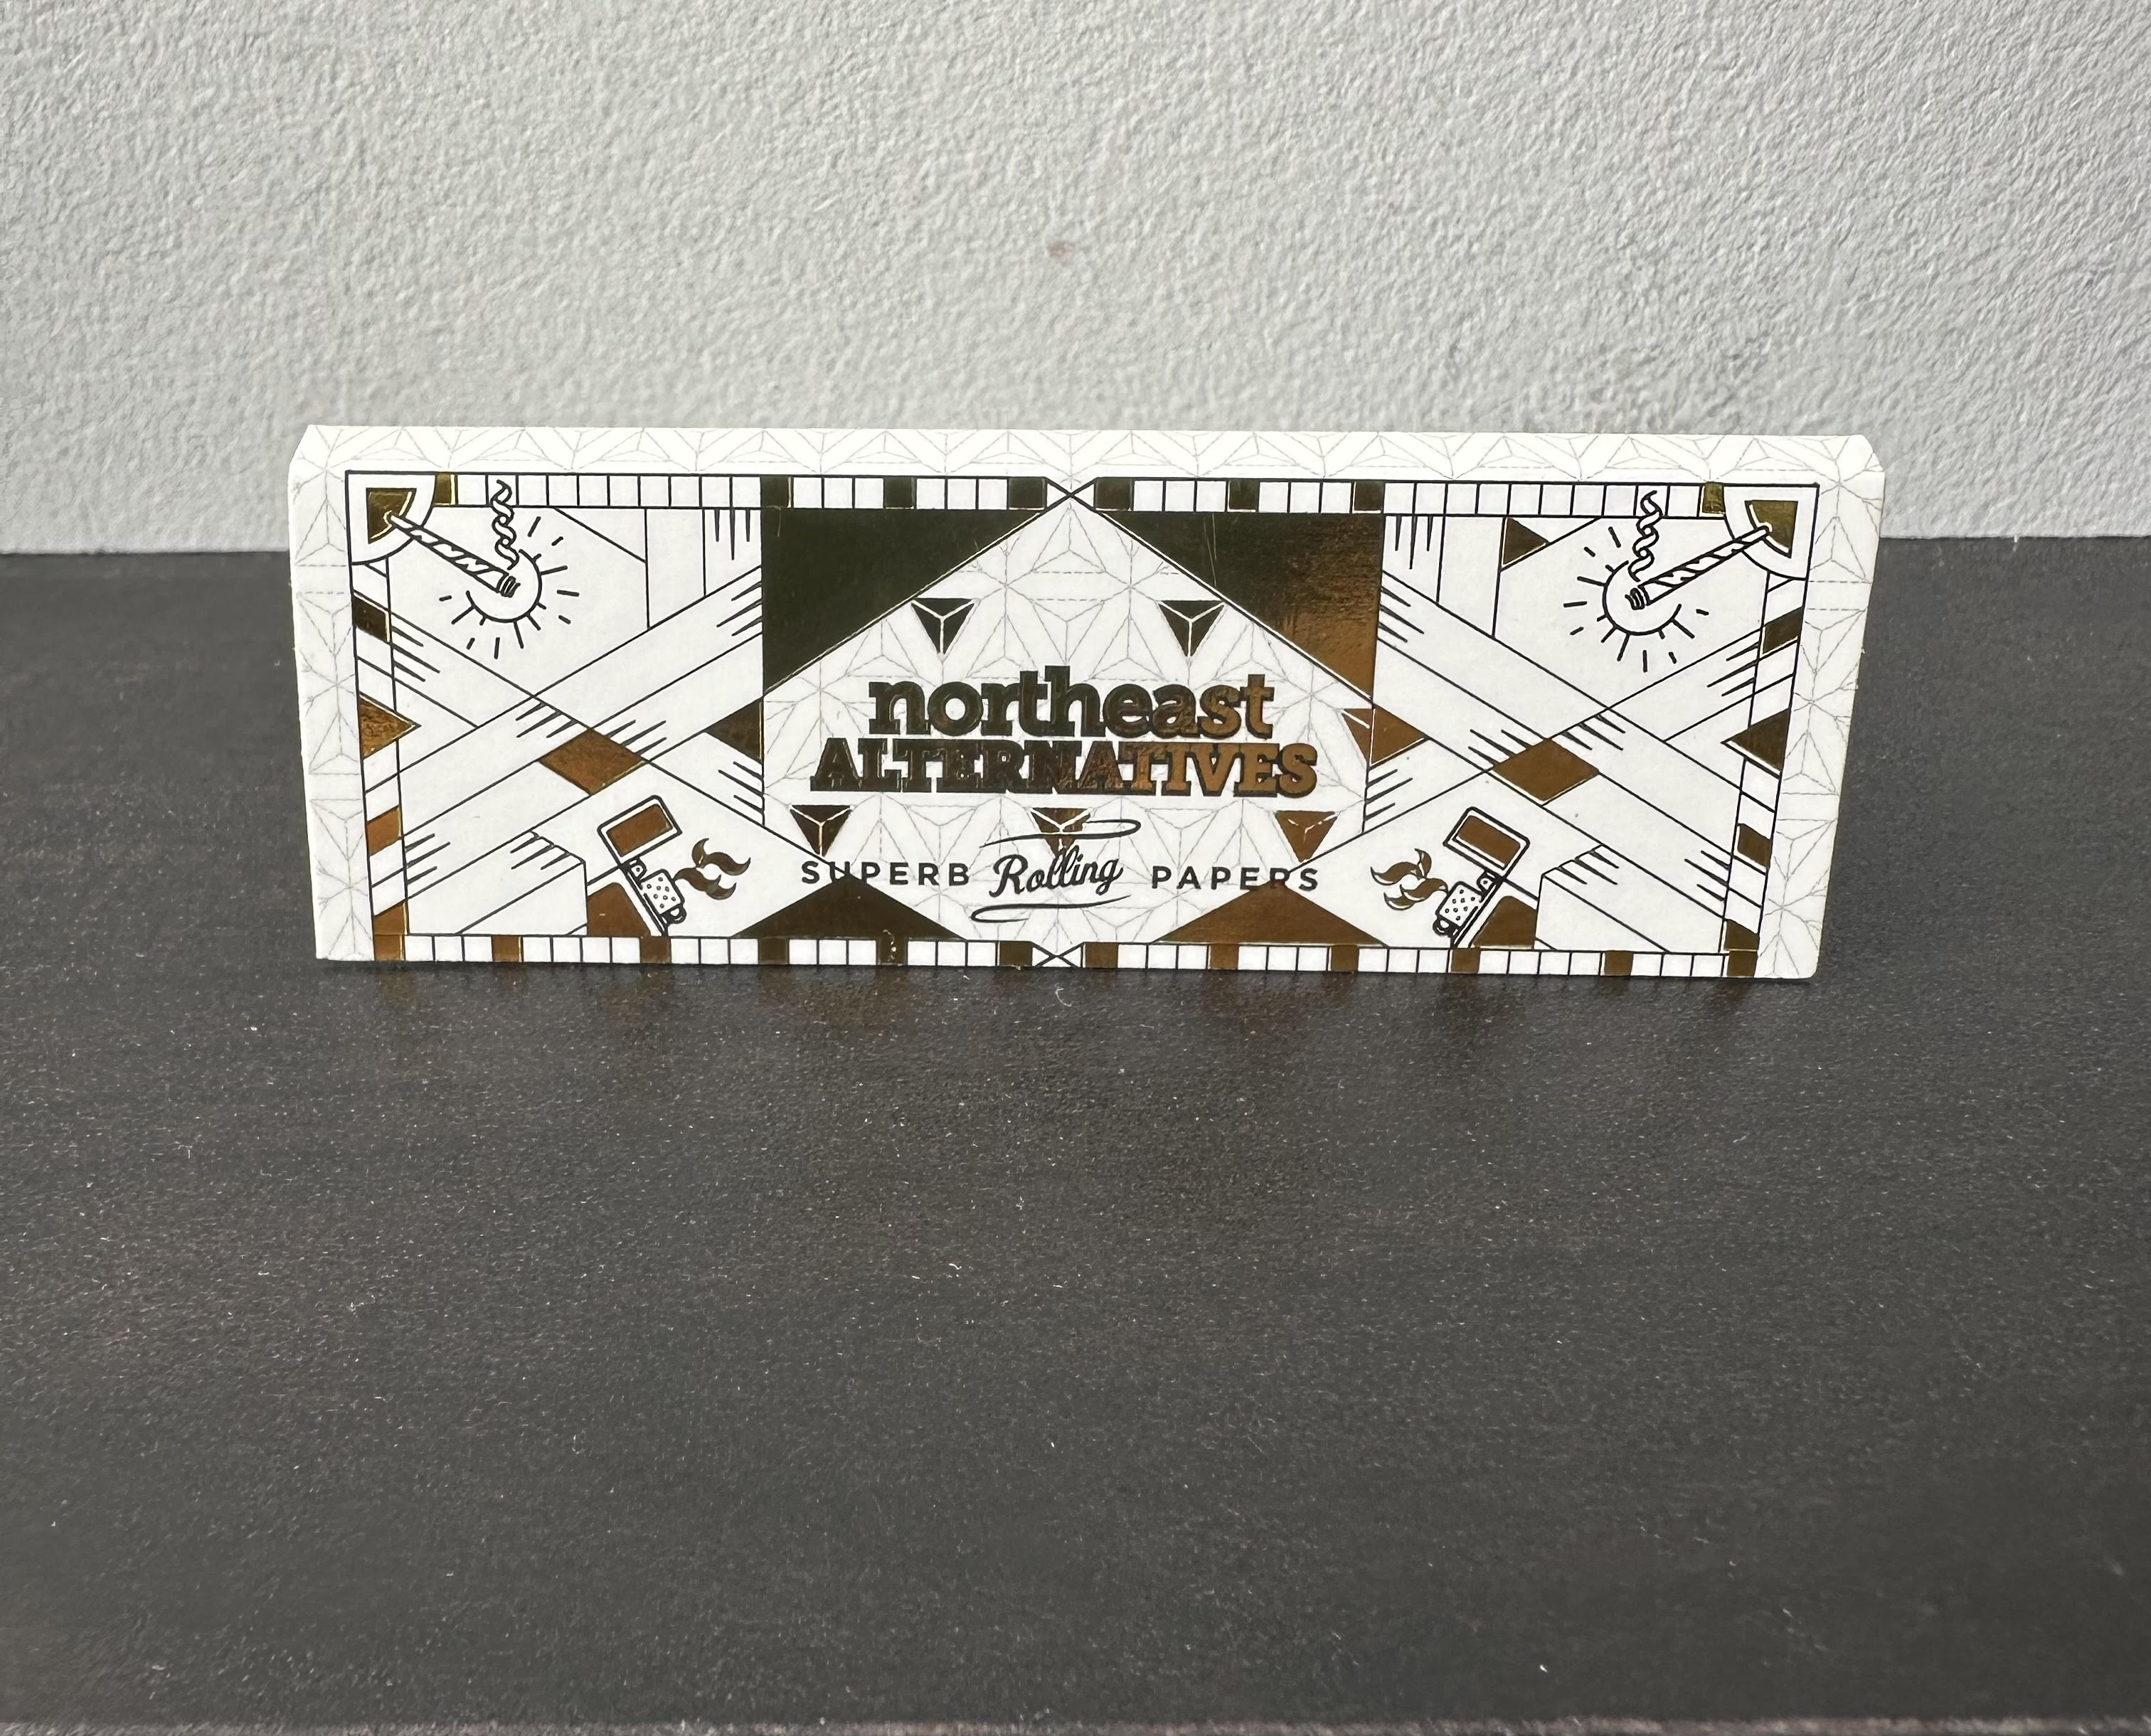 northeast
ALTERNATIVES
SUPERB Rolling PAPERS